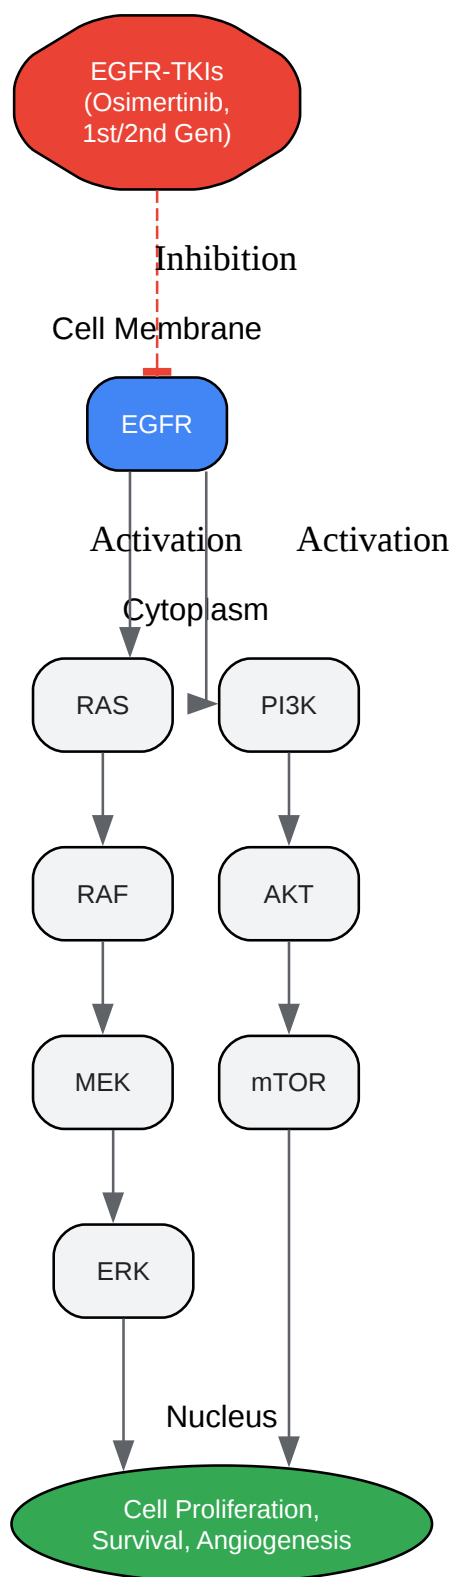 EGFR-TKIs
(Osimertinib,
1st/2nd Gen)
Inhibition
Cell Membrane
EGFR
Activation
Activation
Cytoplasm
RAS
PI3K
RAF
AKT
MEK
mTOR
ERK
Nucleus
Cell Proliferation,
Survival, Angiogenesis